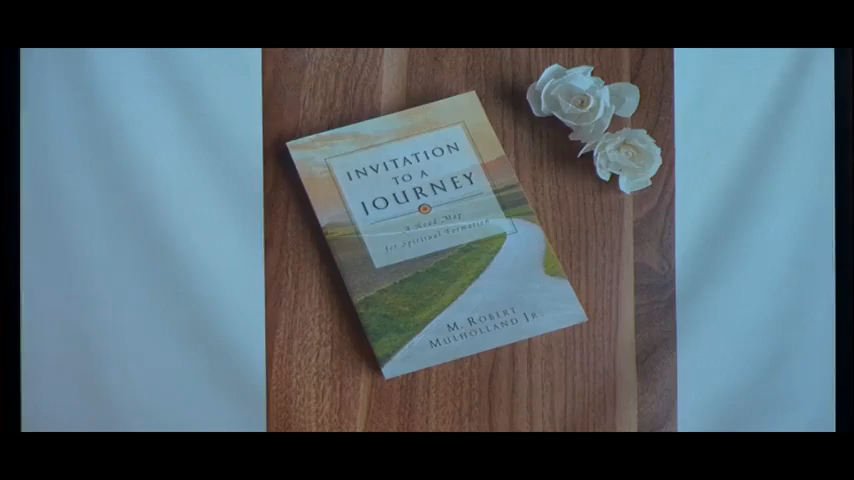 INVITATION
TO A
JOURNEY
A Road Map
for Spiritual Formation
M. ROBERT
MULHOLLAND JR.